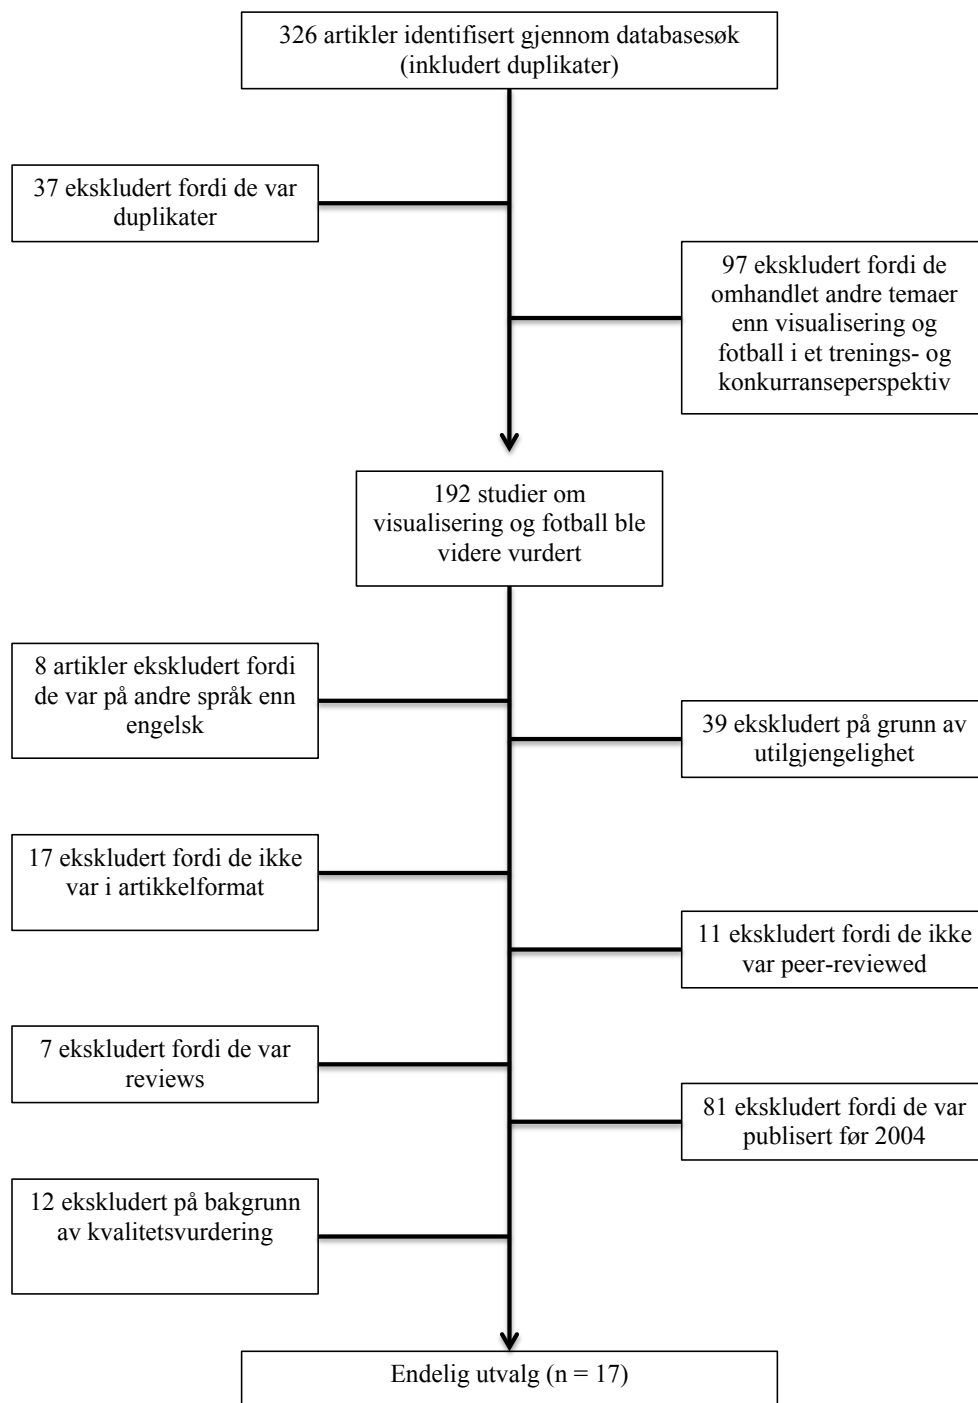 326 artikler identifisert gjennom databasesøk
(inkludert duplikater)
37 ekskludert fordi de var
duplikater
97 ekskludert fordi de
omhandlet andre temaer
enn visualisering og
fotball i et trenings- og
konkurranseperspektiv
192 studier om
visualisering og fotball ble
videre vurdert
8 artikler ekskludert fordi
de var på andre språk enn
engelsk
39 ekskludert på grunn av
utilgjengelighet
17 ekskludert fordi de ikke
var i artikkelformat
11 ekskludert fordi de ikke
var peer-reviewed
7 ekskludert fordi de var
reviews
81 ekskludert fordi de var
publisert før 2004
12 ekskludert på bakgrunn
av kvalitetsvurdering
Endelig utvalg (n = 17)